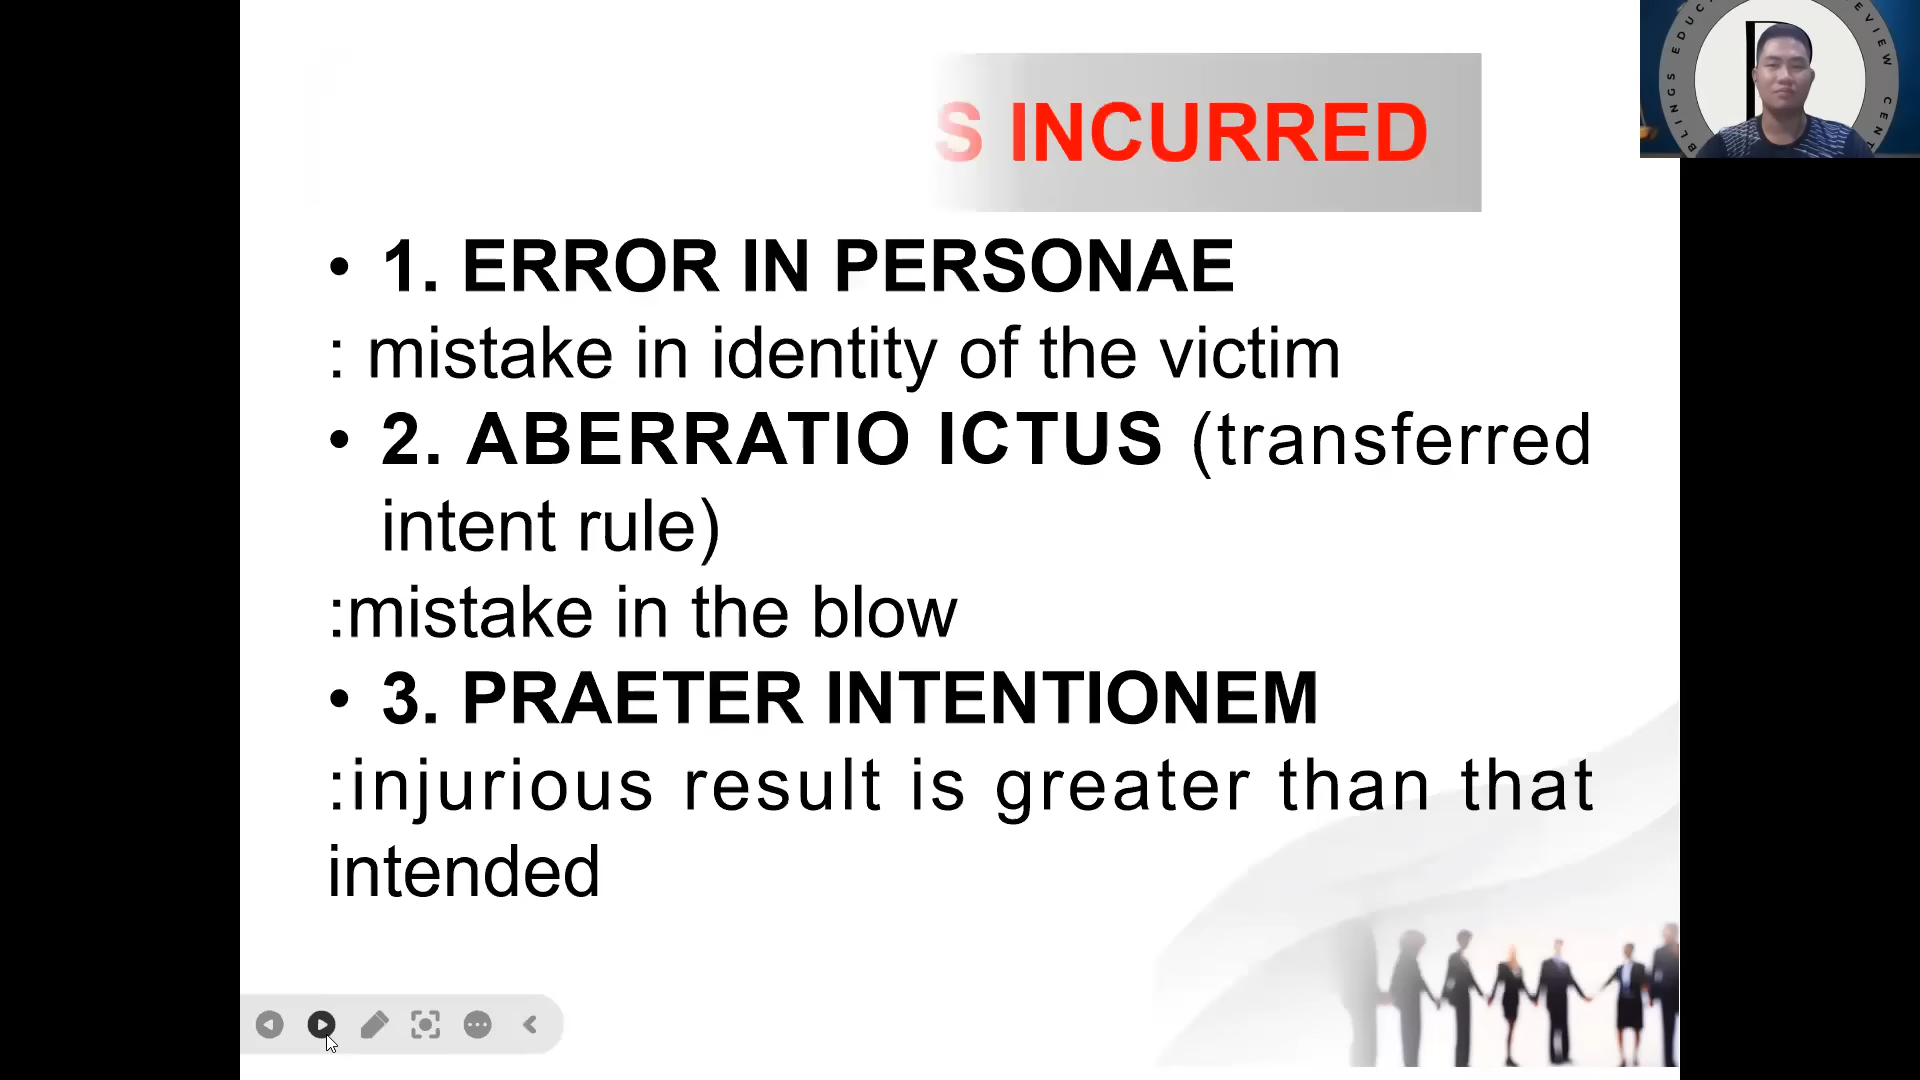 S INCURRED
• 1. ERROR IN PERSONAE
: mistake in identity of the victim
• 2. ABERRATIO ICTUS (transferred
intent rule)
:mistake in the blow
• 3. PRAETER INTENTIONEM
:injurious result is greater than that
intended